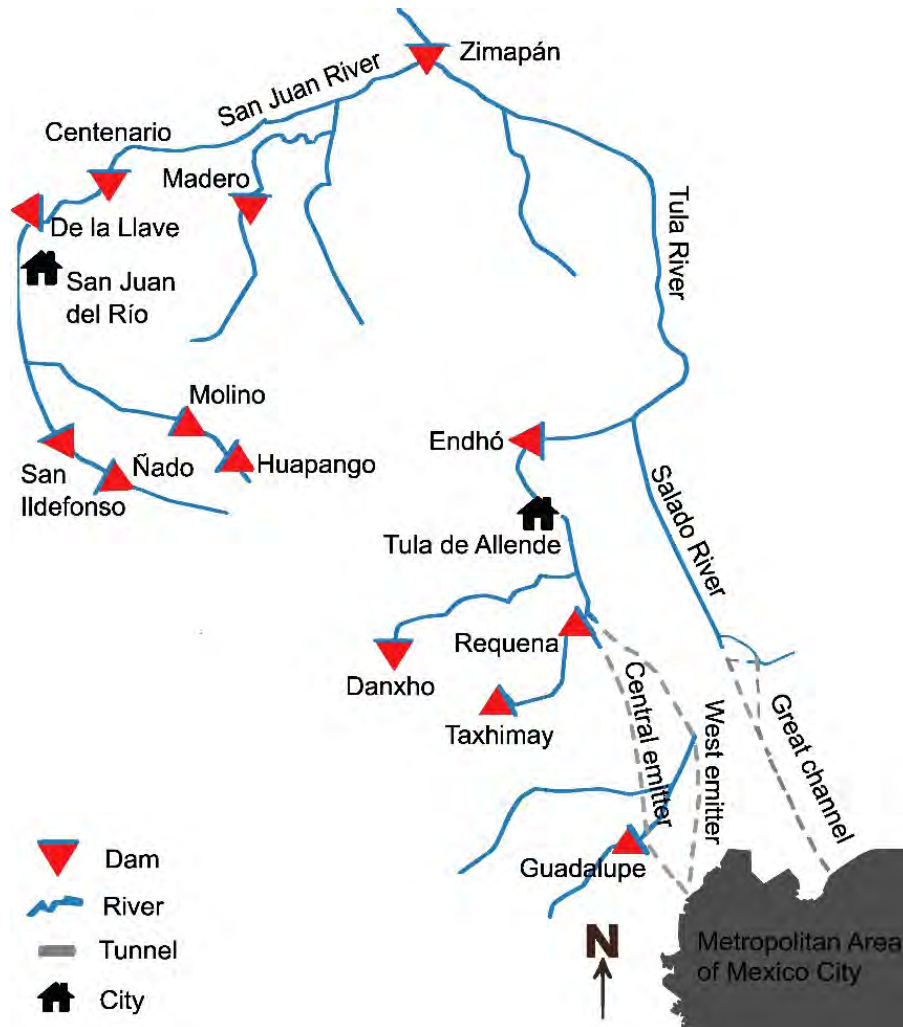 Zimapán
San Juan River
Centenario
Madero
De la Llave
San Juan
del Río
Tula River
Molino
Huapango
Ñado
San
Ildefonso
Endhó
Salado River
Tula de Allende
Requena
Danxho
Taxhimay
Central emitter
West emitter
Great channel
Guadalupe
Dam
River
Tunnel
City
N
Metropolitan Area
of Mexico City